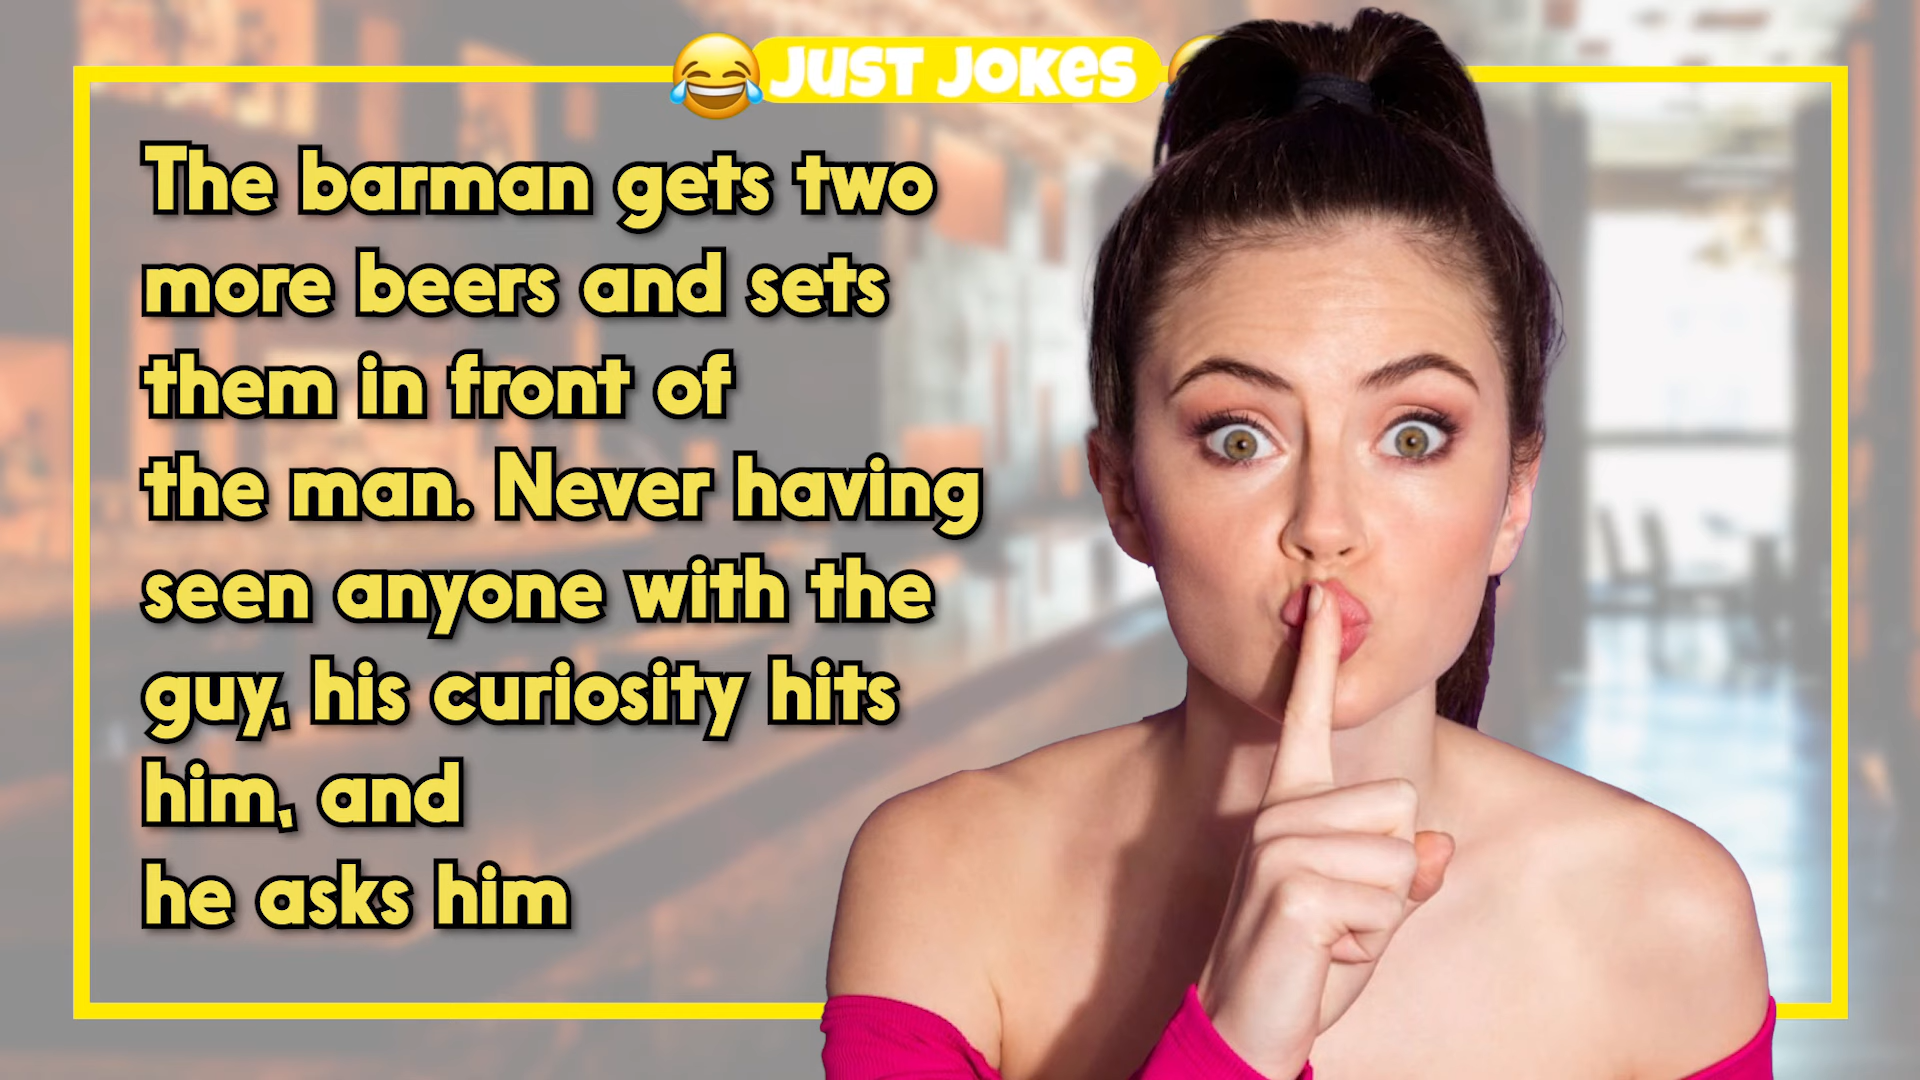 JUST JOKES
The barman gets two
more beers and sets
them in front of
the man. Never having
seen anyone with the
guy, his curiosity hits
him, and
he asks him